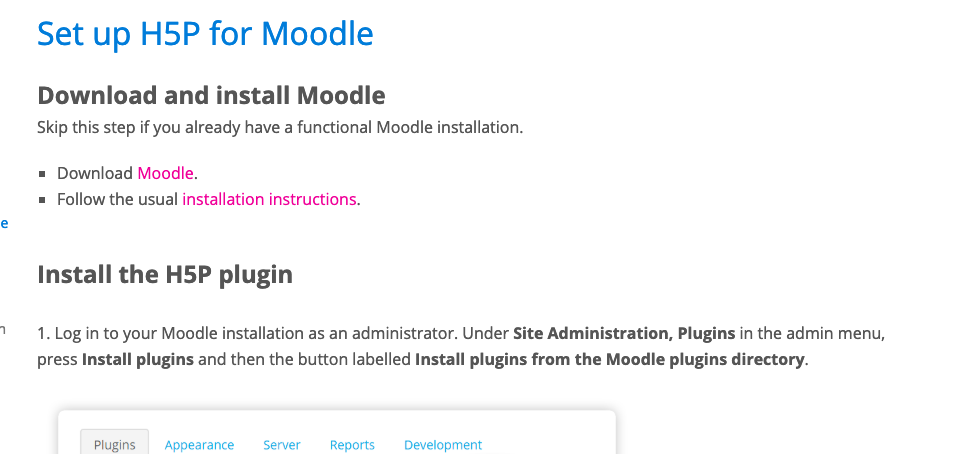 Set up H5P for Moodle
Download and install Moodle
Skip this step if you already have a functional Moodle installation.
Download Moodle.
Follow the usual installation instructions.
e
Install the H5P plugin
1. Log in to your Moodle installation as an administrator. Under Site Administration, Plugins in the admin menu,
press Install plugins and then the button labelled Install plugins from the Moodle plugins directory.
Plugins Appearance Server Reports Development